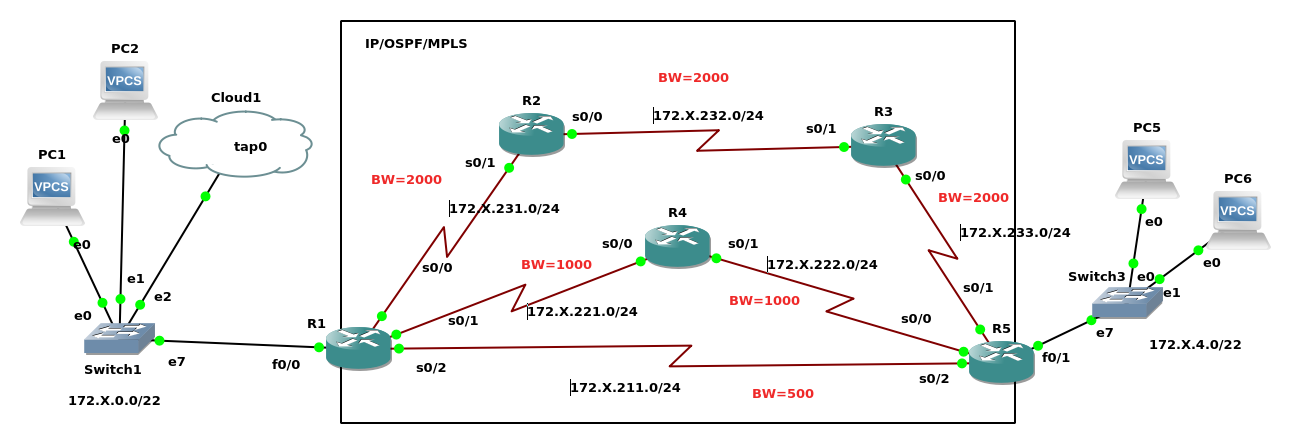 IP/OSPF/MPLS
PC2
VPCS
e0
Cloud1
tap0
PC1
VPCS
e0
e0
e1
e2
Switch1
e7
172.X.0.0/22
R1
f0/0
s0/0
s0/1
s0/2
BW=2000
172.X.231.0/24
R2
s0/1
s0/0
BW=2000
172.X.232.0/24
R3
s0/1
s0/0
BW=2000
172.X.233.0/24
R4
s0/0
s0/1
BW=1000
172.X.221.0/24
172.X.222.0/24
BW=1000
172.X.211.0/24
BW=500
R5
s0/1
s0/0
s0/2
f0/1
Switch3
e0
e1
e7
172.X.4.0/22
PC5
VPCS
e0
PC6
VPCS
e0